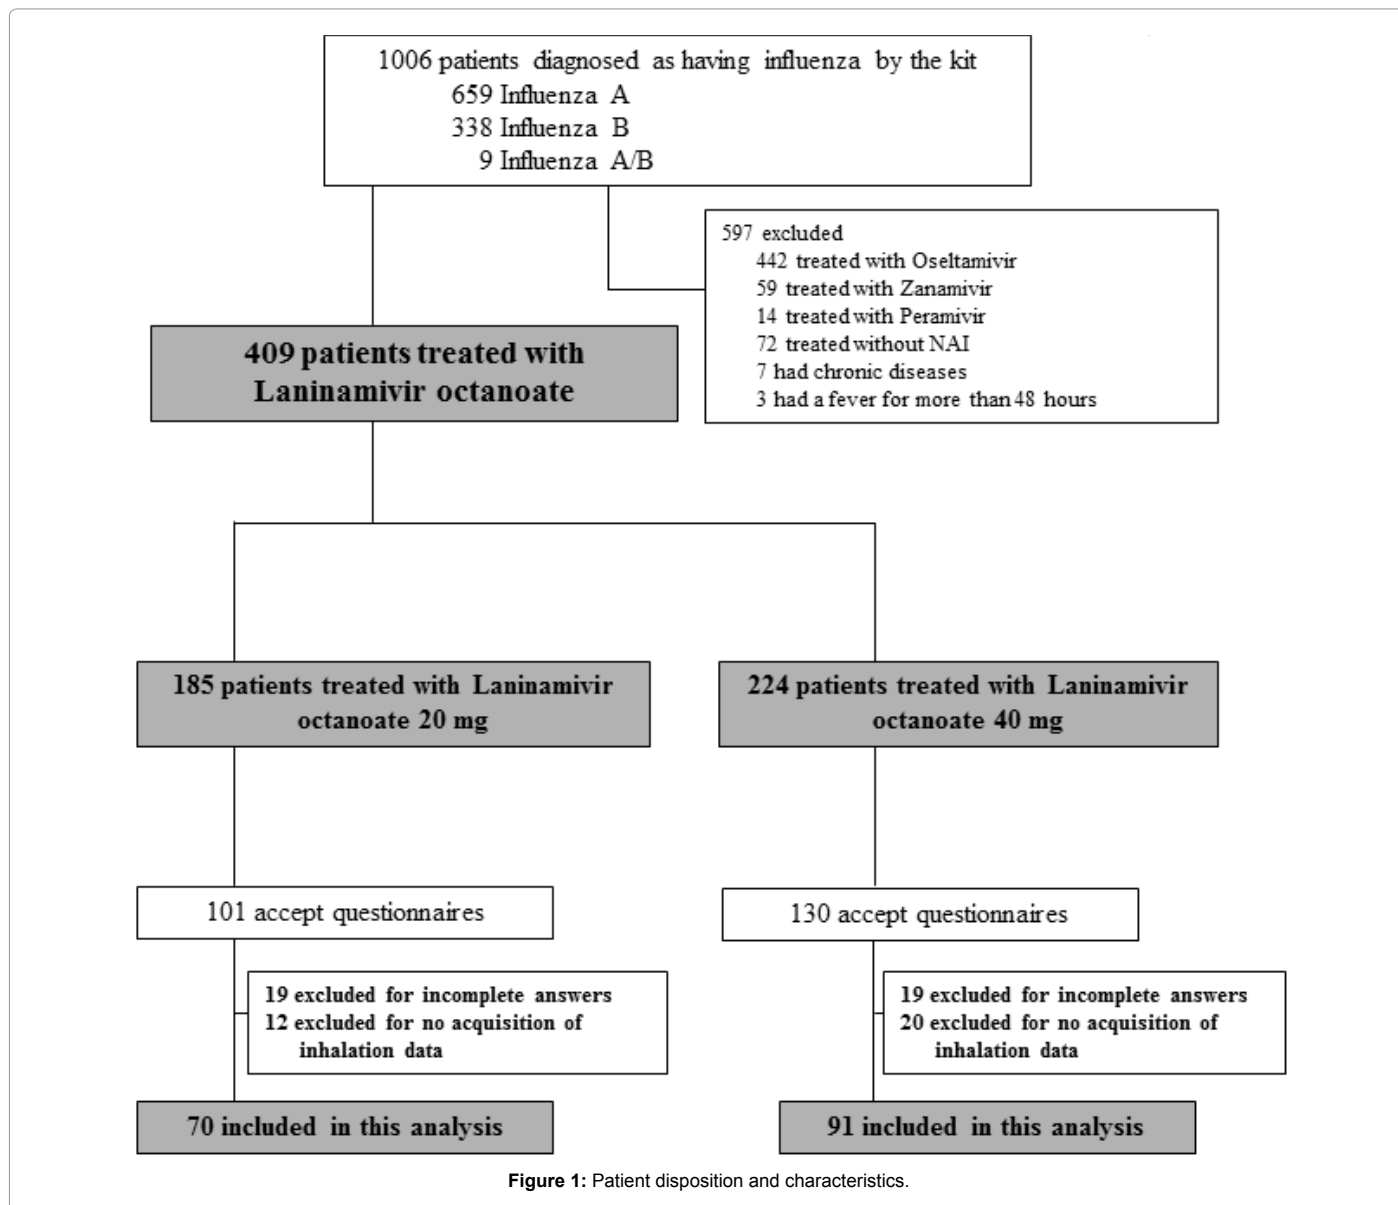 1006 patients diagnosed as having influenza by the kit
659 Influenza A
338 Influenza B
9 Influenza A/B
597 excluded
442 treated with Oseltamivir
59 treated with Zanamivir
14 treated with Peramivir
72 treated without NAI
7 had chronic diseases
3 had a fever for more than 48 hours
409 patients treated with
Laninamivir octanoate
185 patients treated with Laninamivir
octanoate 20 mg
224 patients treated with Laninamivir
octanoate 40 mg
101 accept questionnaires
130 accept questionnaires
19 excluded for incomplete answers
12 excluded for no acquisition of
inhalation data
19 excluded for incomplete answers
20 excluded for no acquisition of
inhalation data
70 included in this analysis
91 included in this analysis
Figure 1: Patient disposition and characteristics.